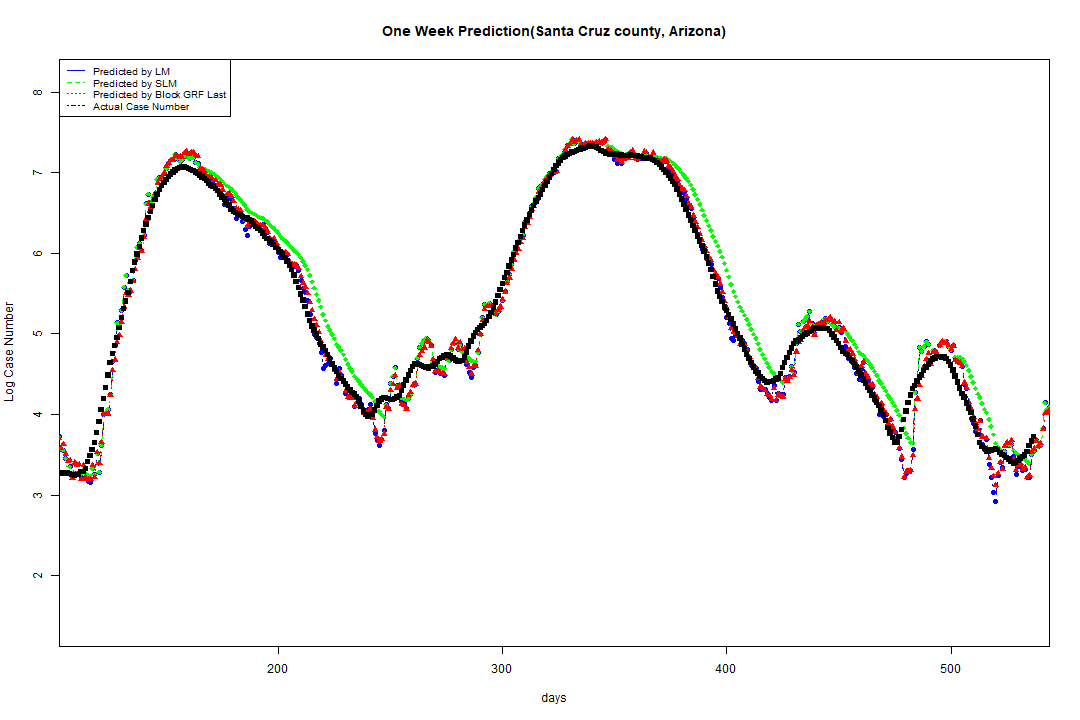 One Week Prediction(Santa Cruz county, Arizona)
Predicted by LM
Predicted by SLM
Predicted by Block GRF Last
Actual Case Number
8
7
6
5
4
3
2
Log Case Number
200 300 400 500
days